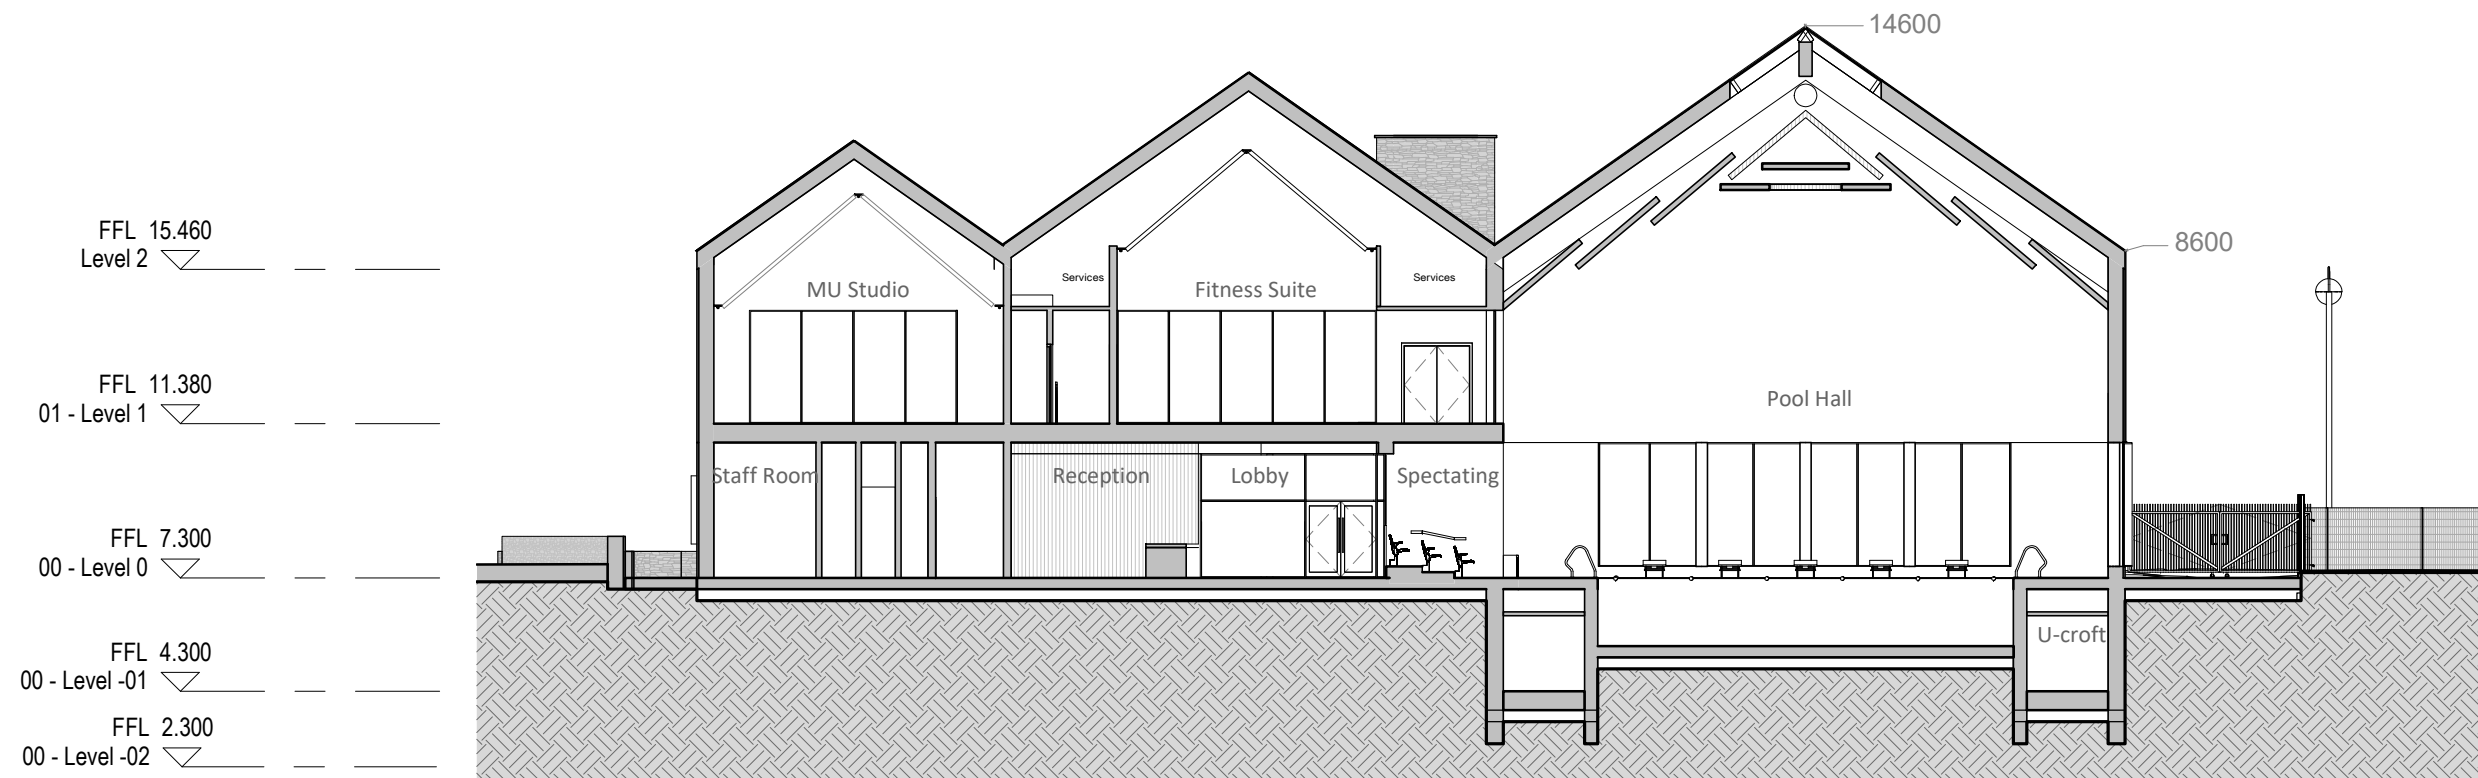 14600
8600
FFL 15.460
Level 2
Services
Services
MU Studio
Fitness Suite
FFL 11.380
01 - Level 1
Pool Hall
Staff Room
Reception
Lobby
Spectating
FFL 7.300
00 - Level 0
U-croft
FFL 4.300
00 - Level -01
FFL 2.300
00 - Level -02